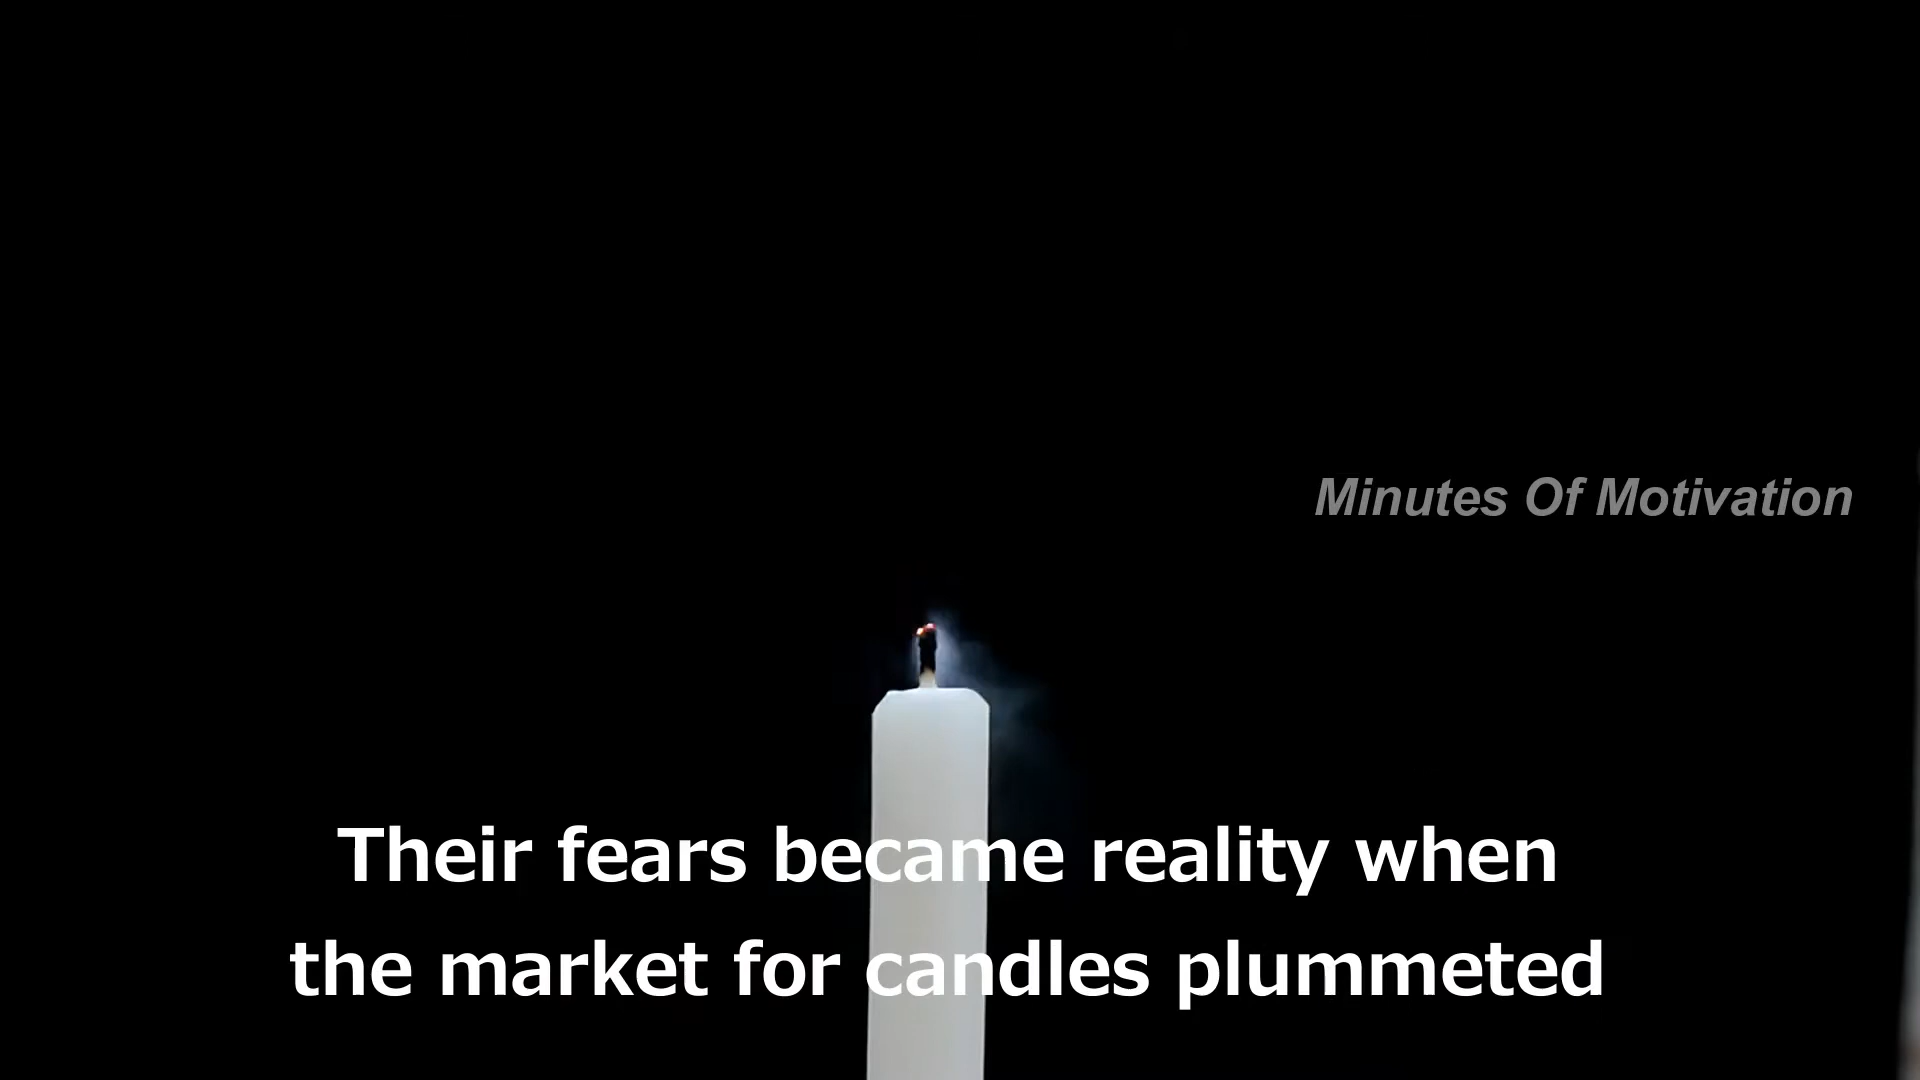 Minutes Of Motivation
Their fears became reality when
the market for candles plummeted